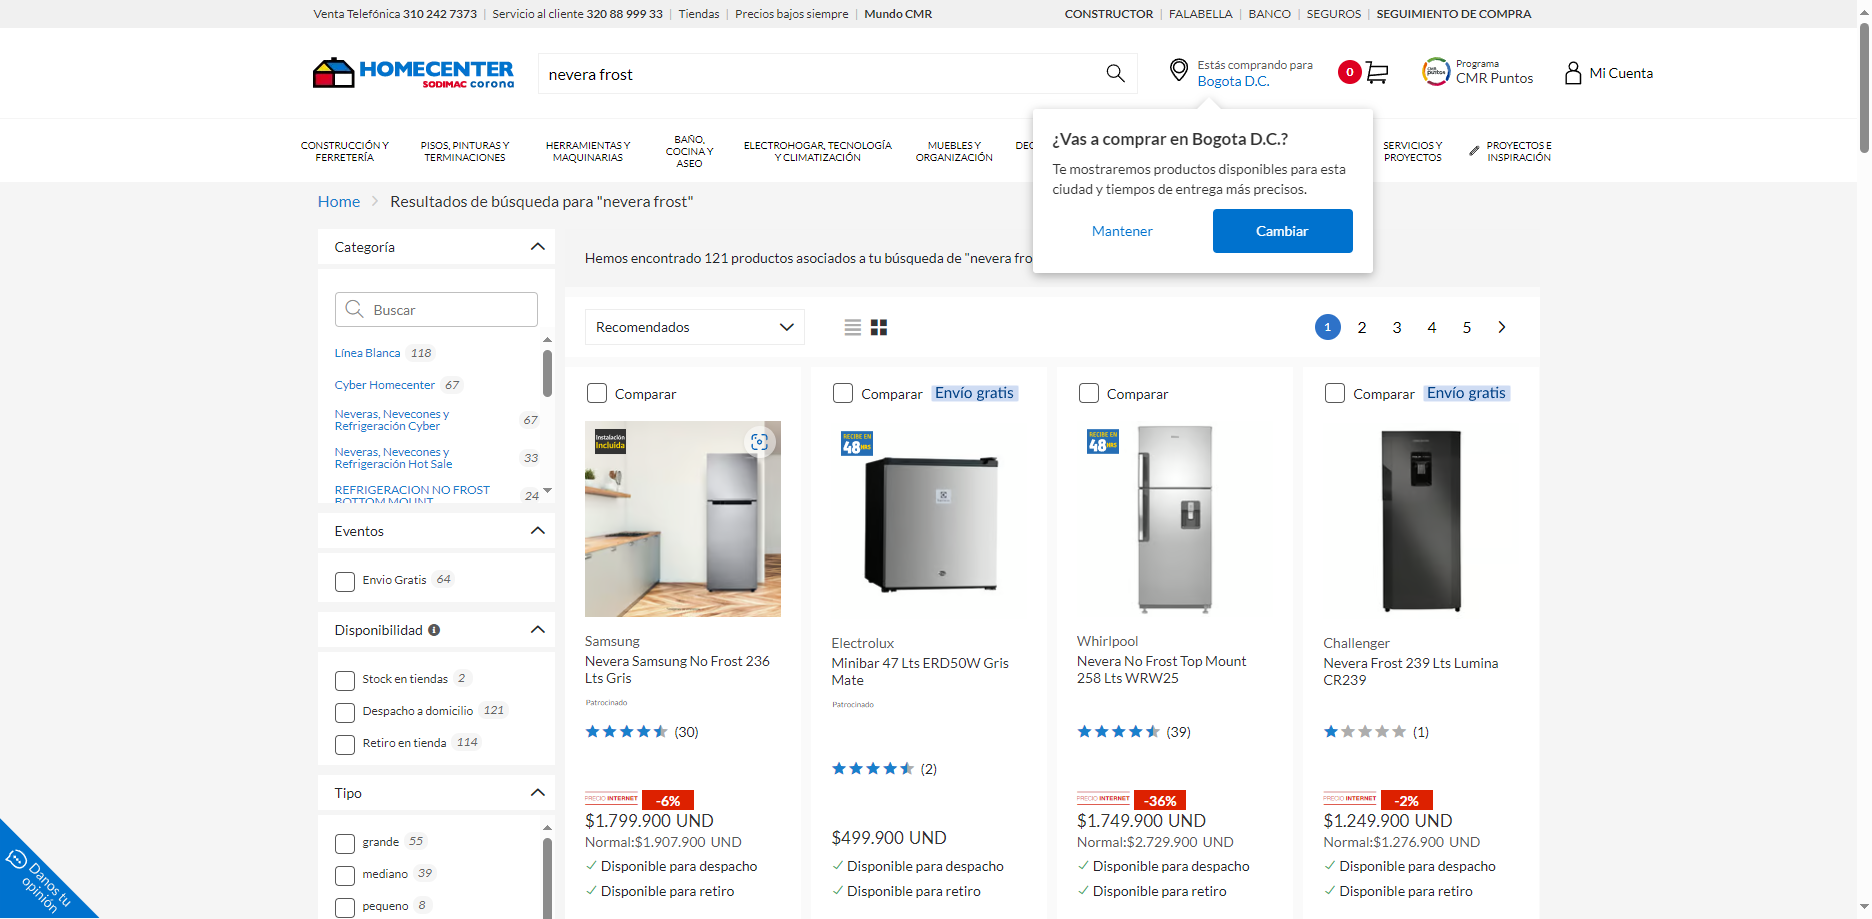 Venta Telefónica 310 242 7373 | Servicio al cliente 320 88 999 33 | Tiendas | Precios bajos siempre | Mundo CMR
CONSTRUCTOR | FALABELLA | BANCO | SEGUROS | SEGUIMIENTO DE COMPRA
HOMECENTER
SODIMAC corona
nevera frost
Estás comprando para
Bogota D.C.
0
Programa
CMR Puntos
Mi Cuenta
CONSTRUCCIÓN Y
FERRETERÍA
PISOS, PINTURAS Y
TERMINACIONES
HERRAMIENTAS Y
MAQUINARIAS
BAÑO,
COCINA Y
ASEO
ELECTROHOGAR, TECNOLOGÍA
Y CLIMATIZACIÓN
MUEBLES Y
ORGANIZACIÓN
DEC
SERVICIOS Y
PROYECTOS
PROYECTOS E
INSPIRACIÓN
¿Vas a comprar en Bogota D.C.?
Te mostraremos productos disponibles para esta
ciudad y tiempos de entrega más precisos.
Mantener
Cambiar
Home > Resultados de búsqueda para "nevera frost"
Categoría
Buscar
Línea Blanca 118
Cyber Homecenter 67
Neveras, Nevecones y
Refrigeración Cyber 67
Neveras, Nevecones y
Refrigeración Hot Sale 33
REFRIGERACION NO FROST
BOTTOM MOUNT 24
Eventos
Envio Gratis 64
Disponibilidad
Stock en tiendas 2
Despacho a domicilio 121
Retiro en tienda 114
Tipo
grande 55
mediano 39
pequeno 8
Danos tu
opinión
Hemos encontrado 121 productos asociados a tu búsqueda de "nevera fro
Recomendados
1 2 3 4 5
Comparar
Instalación
Incluida
Samsung
Nevera Samsung No Frost 236
Lts Gris
Patrocinado
(30)
PRECIO INTERNET -6%
$1.799.900 UND
Normal:$1.907.900 UND
Disponible para despacho
Disponible para retiro
Comparar Envío gratis
RECIBE EN
48HRS
Electrolux
Minibar 47 Lts ERD50W Gris
Mate
Patrocinado
(2)
$499.900 UND
Disponible para despacho
Disponible para retiro
Comparar
RECIBE EN
48HRS
Whirlpool
Nevera No Frost Top Mount
258 Lts WRW25
(39)
PRECIO INTERNET -36%
$1.749.900 UND
Normal:$2.729.900 UND
Disponible para despacho
Disponible para retiro
Comparar Envío gratis
Challenger
Nevera Frost 239 Lts Lumina
CR239
(1)
PRECIO INTERNET -2%
$1.249.900 UND
Normal:$1.276.900 UND
Disponible para despacho
Disponible para retiro